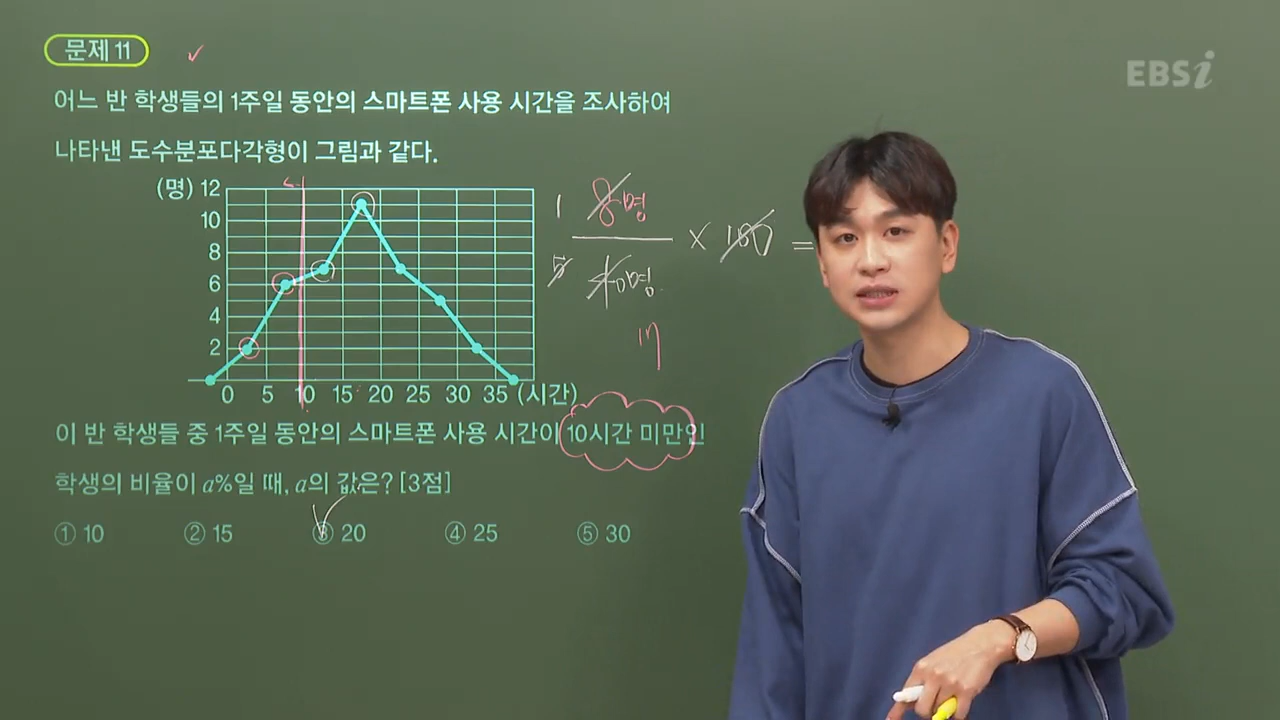 문제 11
EBSi
어느 반 학생들의 1주일 동안의 스마트폰 사용 시간을 조사하여
나타낸 도수분포다각형이 그림과 같다.
(명) 12
10
8
6
4
2
0 5 10 15 20 25 30 35 (시간)
1 8명
5 40명
× 100 =
17
이 반 학생들 중 1주일 동안의 스마트폰 사용 시간이 10시간 미만인
학생의 비율이 a%일 때, a의 값은? [3점]
① 10 ② 15 ③ 20 ④ 25 ⑤ 30